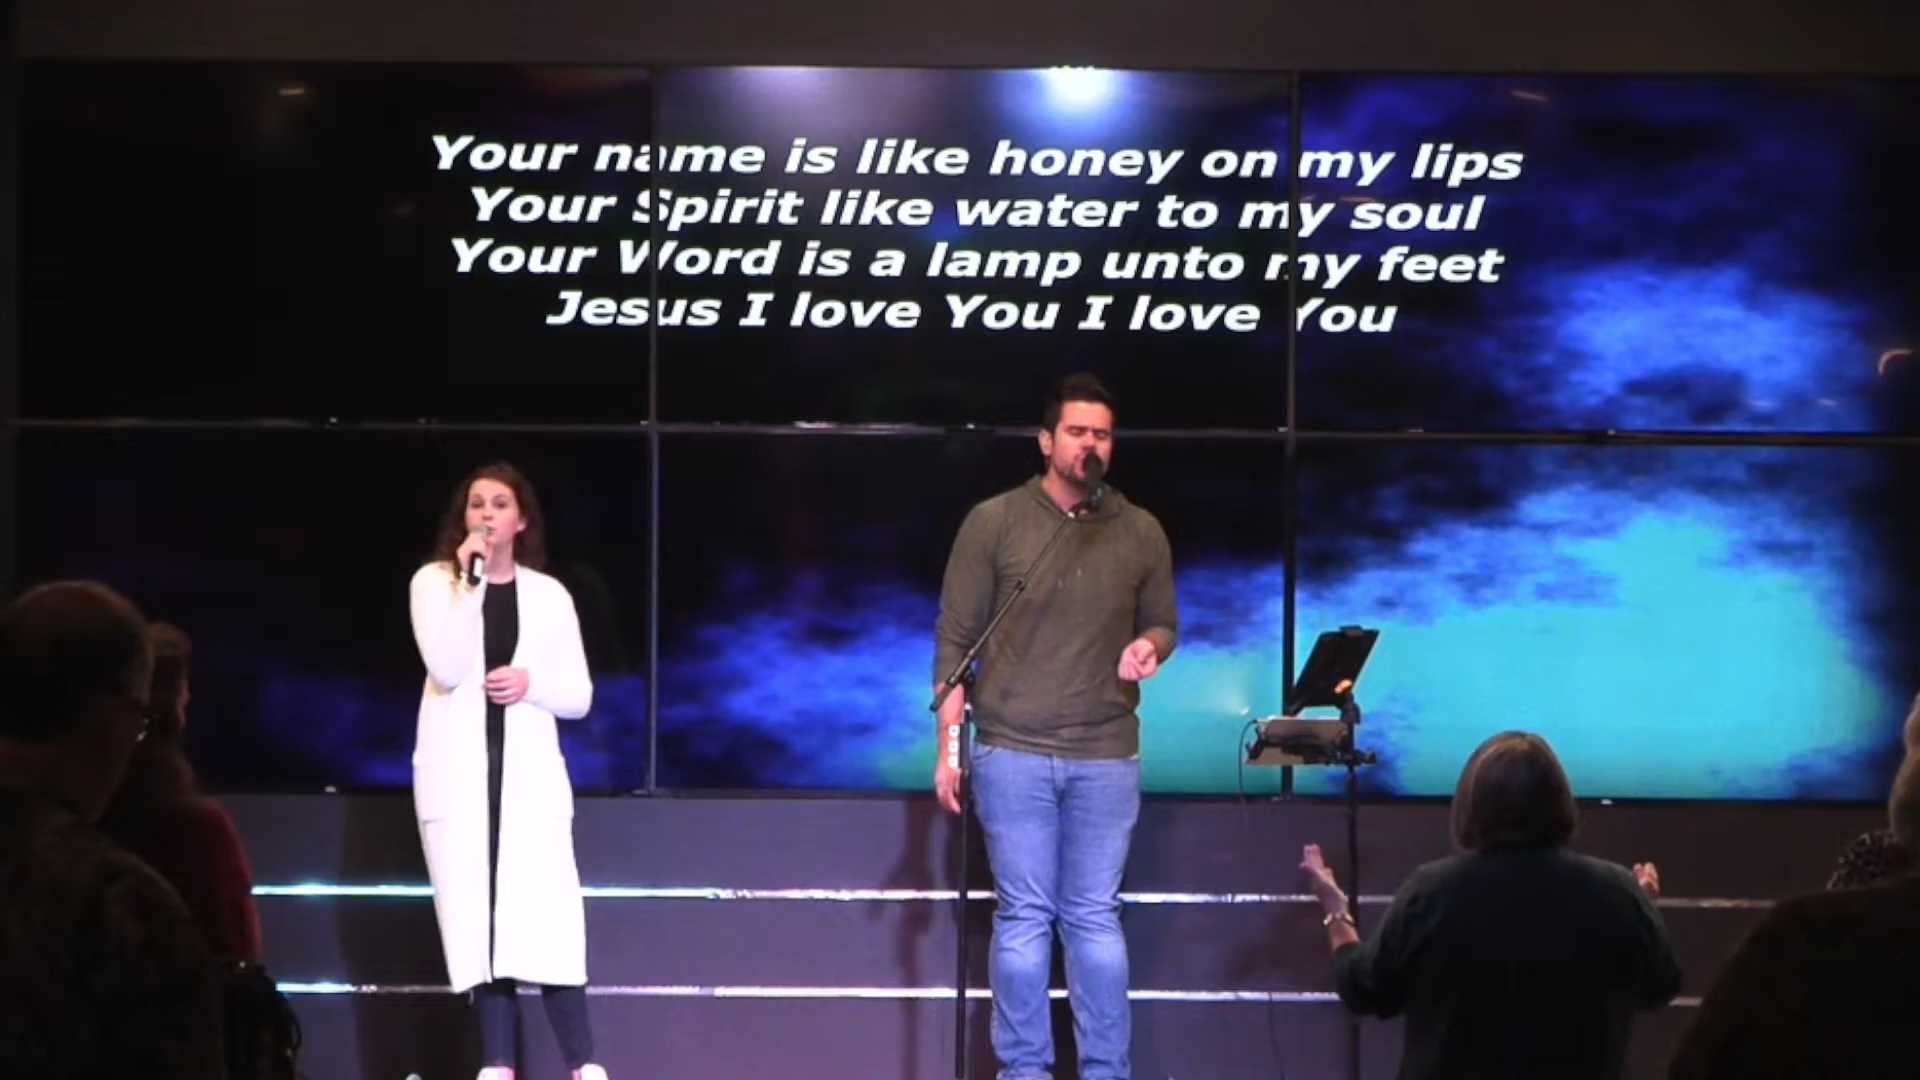 Your name is like honey on my lips
Your Spirit like water to my soul
Your Word is a lamp unto my feet
Jesus I love You I love You